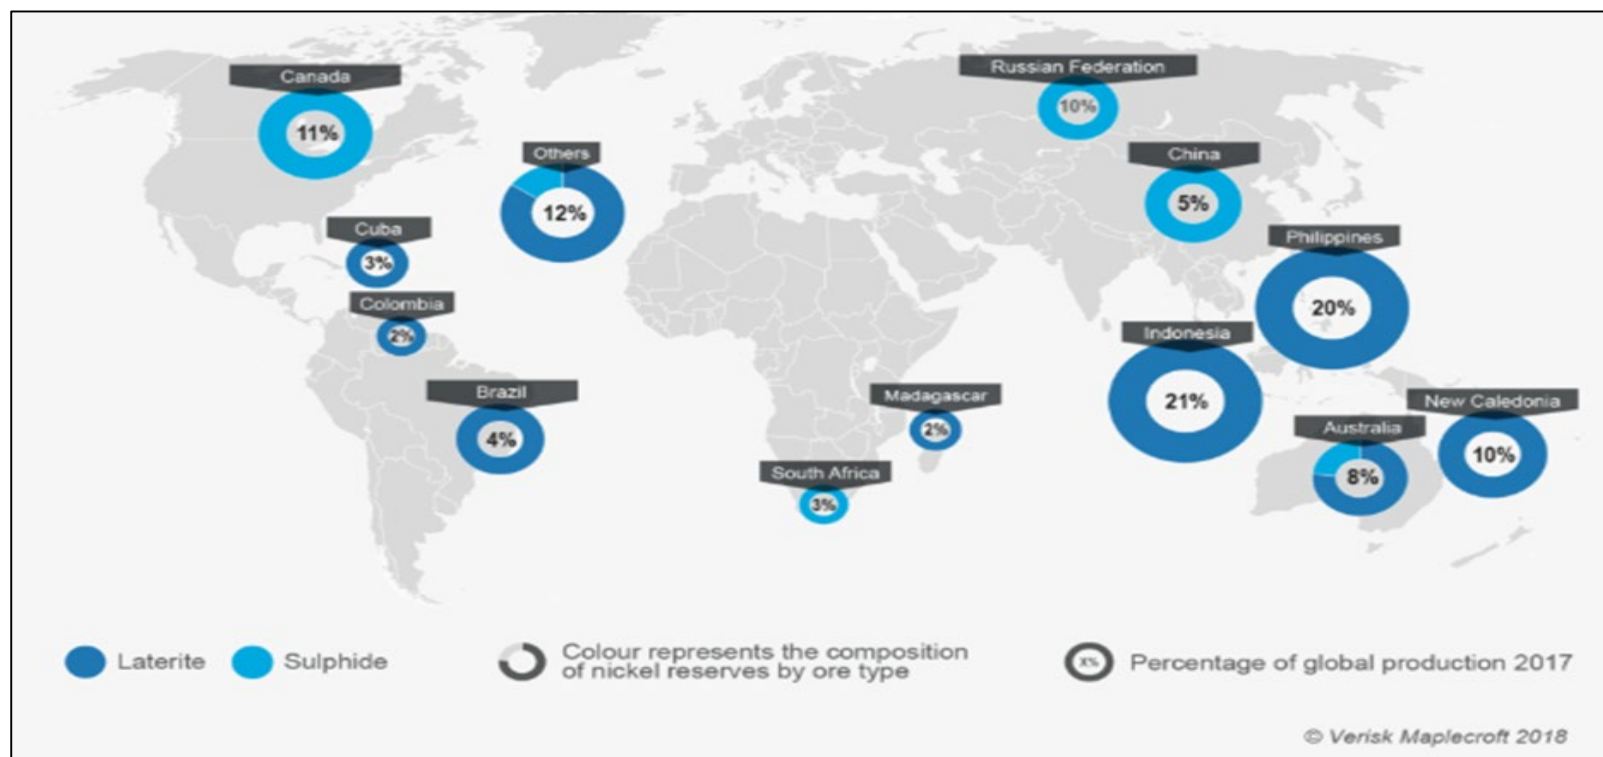 Canada
11%
Russian Federation
10%
Others
12%
China
5%
Cuba
3%
Philippines
20%
Colombia
2%
Indonesia
21%
Brazil
4%
Madagascar
2%
New Caledonia
10%
Australia
8%
South Africa
3%
Laterite
Sulphide
Colour represents the composition
of nickel reserves by ore type
X%
Percentage of global production 2017
© Verisk Maplecroft 2018